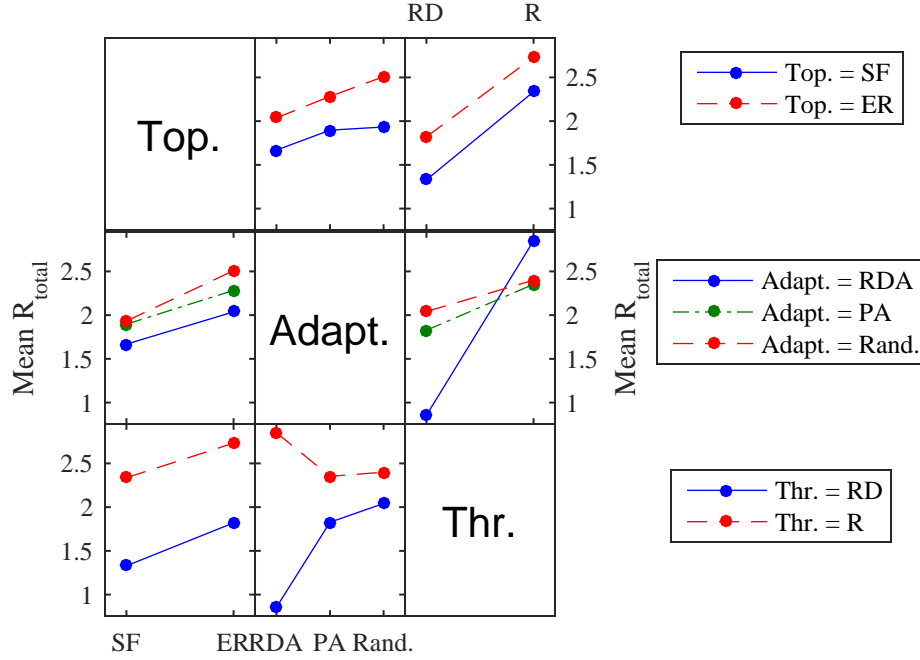 RD R
Top.
2.5
2
1.5
1
Top. = SF
Top. = ER
Mean R_total
2.5
2
1.5
1
Adapt.
2.5
2
1.5
1
Mean R_total
Adapt. = RDA
Adapt. = PA
Adapt. = Rand.
2.5
2
1.5
1
Thr.
Thr. = RD
Thr. = R
SF ER RDA PA Rand.